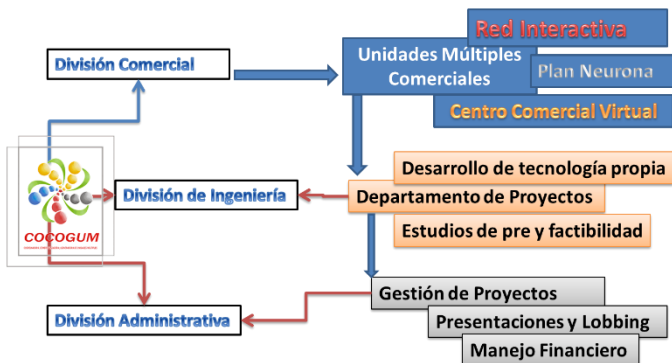 Red Interactiva
División Comercial
Unidades Múltiples
Comerciales
Plan Neurona
Centro Comercial Virtual
Desarrollo de tecnología propia
División de Ingeniería
Departamento de Proyectos
Estudios de pre y factibilidad
COCOGUM
Gestión de Proyectos
División Administrativa
Presentaciones y Lobbing
Manejo Financiero